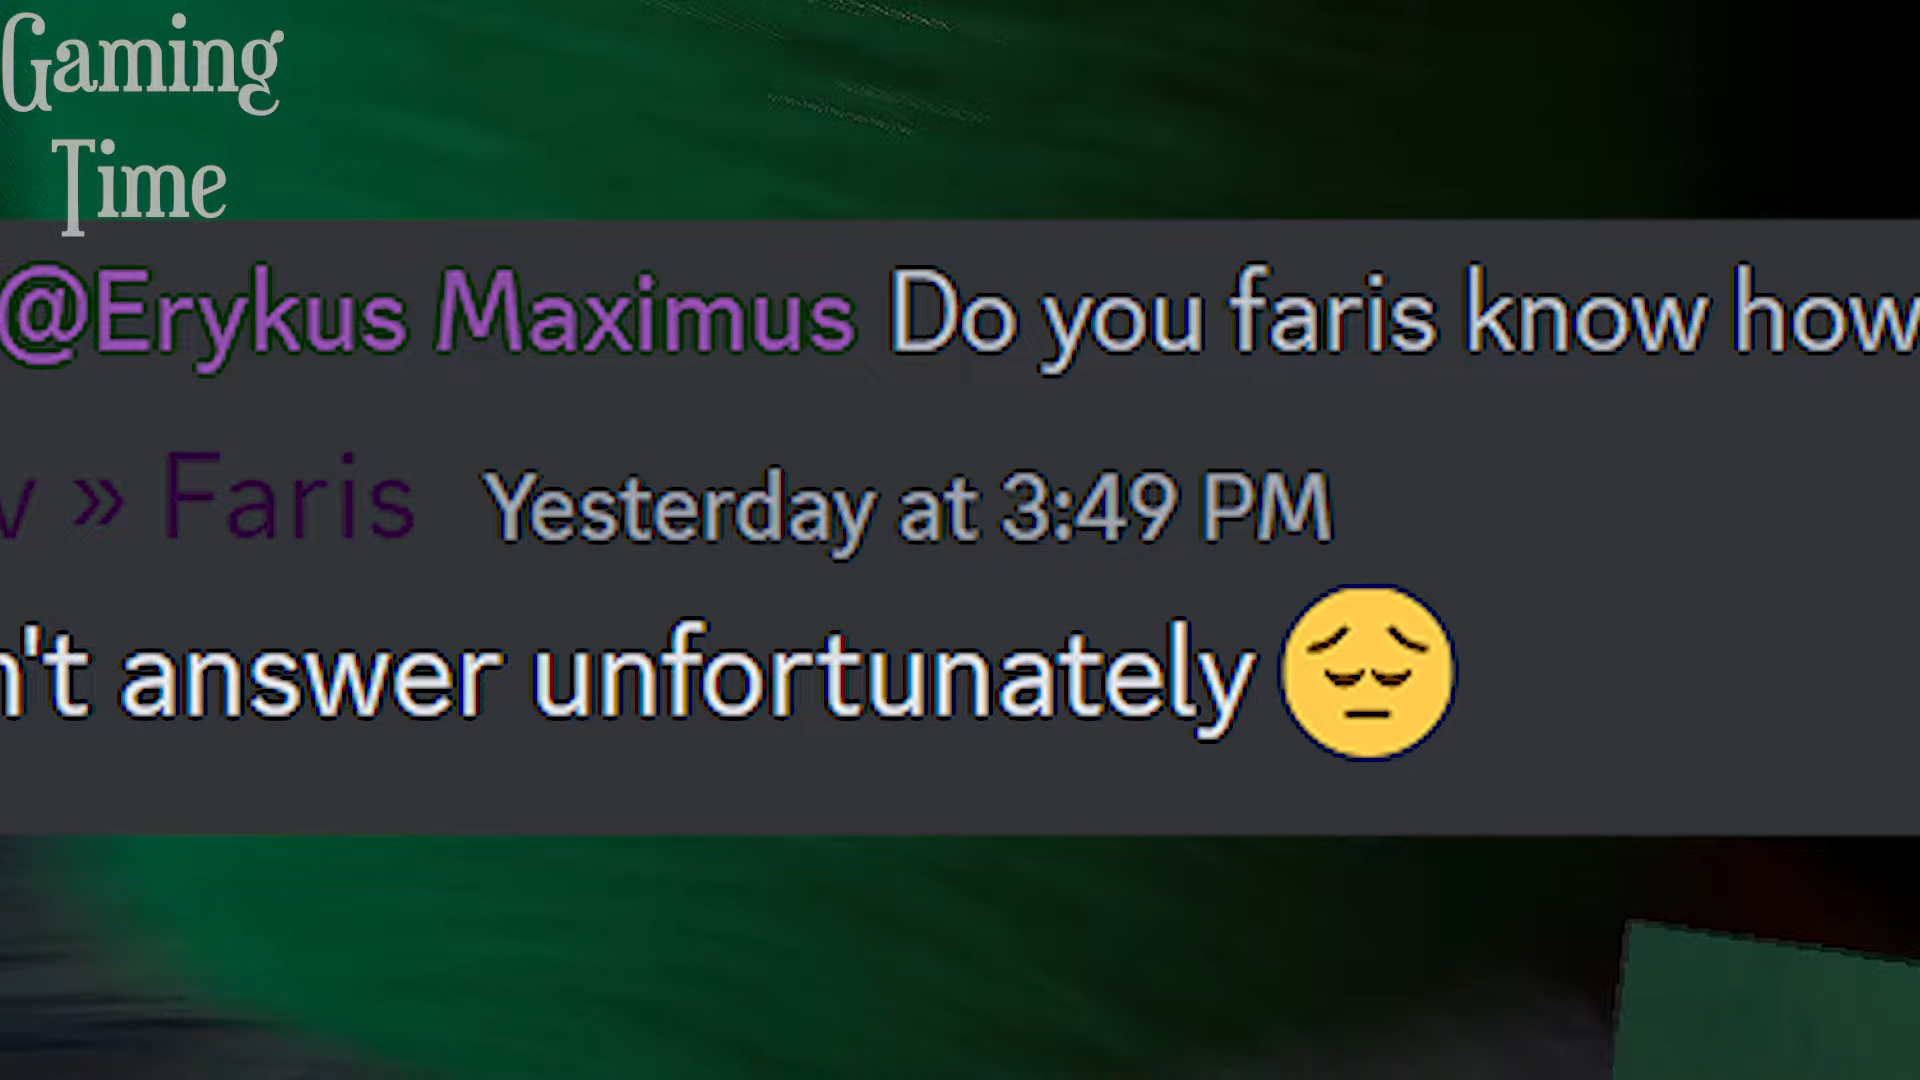 Gaming
Time
@Erykus Maximus Do you faris know how
» Faris Yesterday at 3:49 PM
n't answer unfortunately 😔